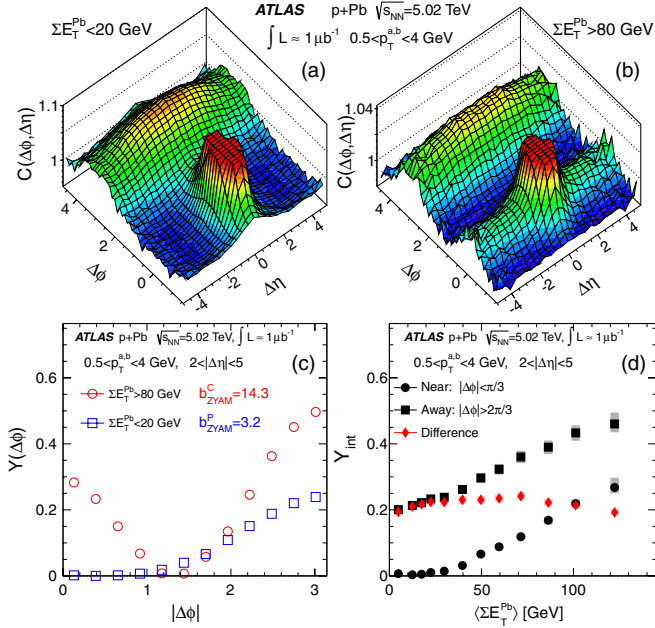 ΣE_T^Pb<20 GeV ATLAS p+Pb √s_NN=5.02 TeV ΣE_T^Pb>80 GeV
∫ L ≈ 1 μb⁻¹ 0.5<p_T^a,b<4 GeV
(a)
C(Δφ,Δη)
1.1
1
4
2
0
Δφ
-4
-2
0
2
4
Δη
(b)
C(Δφ,Δη)
1.04
1
4
2
0
Δφ
-4
-2
0
2
4
Δη
ATLAS p+Pb √s_NN=5.02 TeV, ∫ L ≈ 1 μb⁻¹
0.5<p_T^a,b<4 GeV, 2<|Δη|<5 (c)
ΣE_T^Pb>80 GeV b_ZYAM^C=14.3
ΣE_T^Pb<20 GeV b_ZYAM^P=3.2
Y(Δφ)
0.6
0.4
0.2
0
0 1 2 3
|Δφ|
ATLAS p+Pb √s_NN=5.02 TeV, ∫ L ≈ 1 μb⁻¹
0.5<p_T^a,b<4 GeV, 2<|Δη|<5 (d)
Near: |Δφ|<π/3
Away: |Δφ|>2π/3
Difference
Y_int
0.6
0.4
0.2
0.0
0 50 100
⟨ΣE_T^Pb⟩ [GeV]